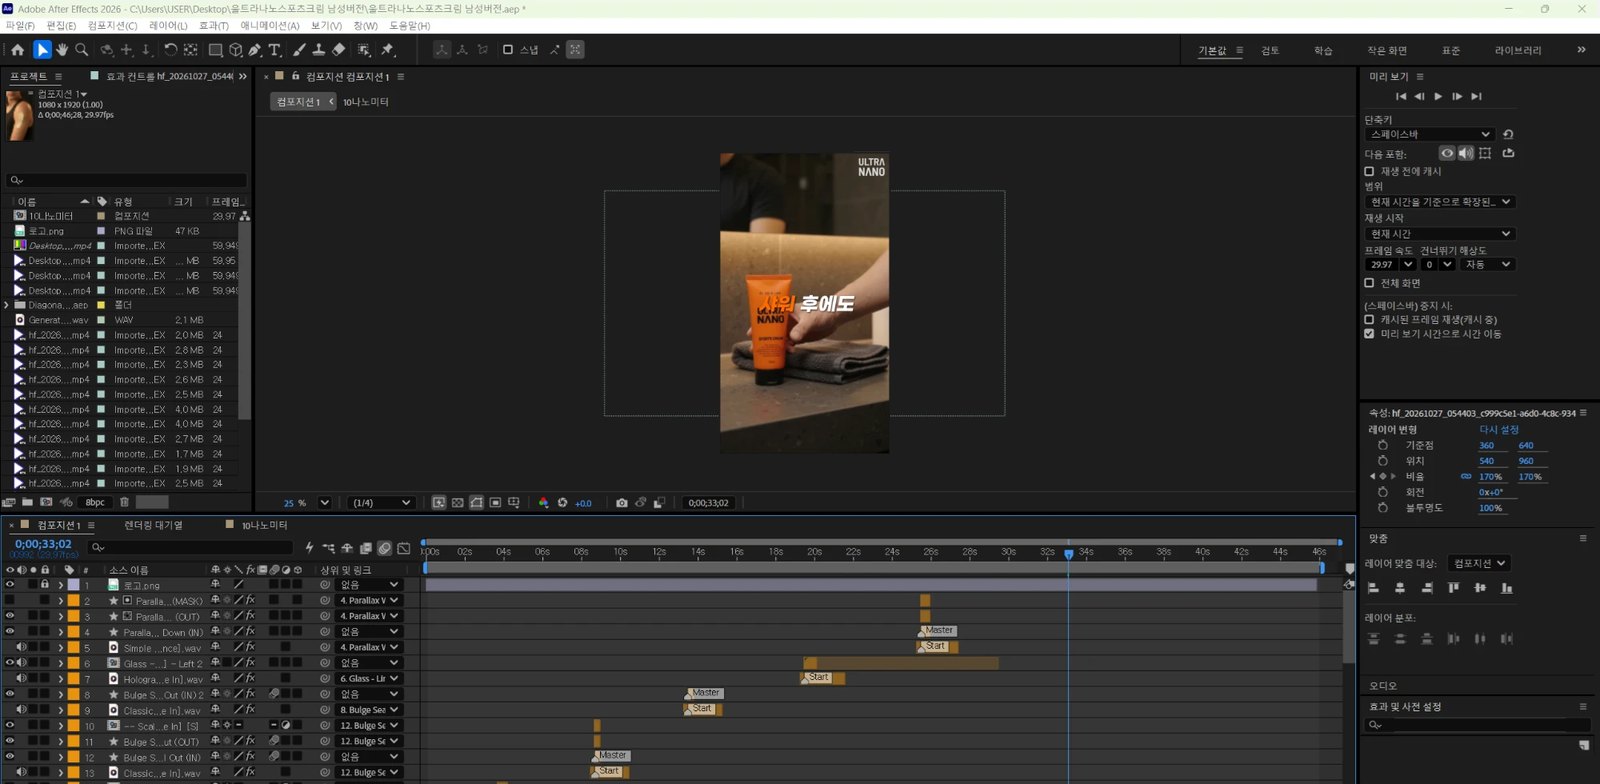 Adobe After Effects 2026 - C:\Users\USER\Desktop\울트라나노스포츠크림 남성버전\울트라나노스포츠크림 남성버전.aep *
파일(F) 편집(E) 컴포지션(C) 레이어(L) 효과(T) 애니메이션(A) 보기(V) 창(W) 도움말(H)
스냅
기본값 검토 학습 작은 화면 표준 라이브러리
프로젝트
효과 컨트롤 hf_20261027_0544
컴포지션 1
1080 x 1920 (1.00)
Δ 0;00;46;28, 29.97fps
이름 유형 크기 프레임...
10나노미터 컴포지션 29.97
로고.png PNG 파일 47 KB
Desktop....mp4 Importe...EX 59.94
Desktop....mp4 Importe...EX ... MB 59.95
Desktop....mp4 Importe...EX ... MB 59.94
Desktop....mp4 Importe...EX ... MB 59.94
Diagona....aep 폴더
Generat....wav WAV 2.1 MB
hf_2026....mp4 Importe...EX 2.0 MB 24
hf_2026....mp4 Importe...EX 2.8 MB 24
hf_2026....mp4 Importe...EX 2.3 MB 24
hf_2026....mp4 Importe...EX 2.6 MB 24
hf_2026....mp4 Importe...EX 2.5 MB 24
hf_2026....mp4 Importe...EX 4.0 MB 24
hf_2026....mp4 Importe...EX 4.0 MB 24
hf_2026....mp4 Importe...EX 2.7 MB 24
hf_2026....mp4 Importe...EX 1.7 MB 24
hf_2026....mp4 Importe...EX 1.9 MB 24
hf_2026....mp4 Importe...EX 2.5 MB 24
8bpc
컴포지션 컴포지션 1
컴포지션 1 10나노미터
ULTRA
NANO
샤워 후에도
NANO
25 % (1/4) +0.0 0;00;33;02
미리 보기
단축키
스페이스바
다음 포함:
재생 전에 캐시
범위
현재 시간을 기준으로 확장된...
재생 시작
현재 시간
프레임 속도 건너뛰기 해상도
29.97 0 자동
전체 화면
(스페이스바) 중지 시:
캐시된 프레임 재생(캐시 중)
미리 보기 시간으로 시간 이동
속성: hf_20261027_054403_c999c5e1-a6d0-4c8c-934
레이어 변형 다시 설정
기준점 360 640
위치 540 960
비율 170% 170%
회전 0x+0°
불투명도 100%
맞춤
레이어 맞춤 대상: 컴포지션
레이어 분포:
오디오
효과 및 사전 설정
컴포지션 1 렌더링 대기열 10나노미터
0;00;33;02
00992 (29.97fps)
:00s 02s 04s 06s 08s 10s 12s 14s 16s 18s 20s 22s 24s 26s 28s 30s 32s 34s 36s 38s 40s 42s 44s 46s
# 소스 이름 상위 및 링크
1 로고.png 없음
2 Paralla... (MASK) 4. Parallax V
3 Paralla... (OUT) 4. Parallax V
4 Paralla... Down (IN) 없음 Master
5 Simple ...nce].wav 4. Parallax V Start
6 Glass -...] - Left 2 없음
7 Hologra...e In].wav 6. Glass - Lir Start
8 Bulge S...Out (IN) 2 없음 Master
9 Classic...e In].wav 8. Bulge Sea Start
10 -- Scal...e In] [S] 12. Bulge Se
11 Bulge S...ut (OUT) 12. Bulge Se
12 Bulge S...l Out (IN) 없음 Master
13 Classic...e In].wav 12. Bulge Se Start